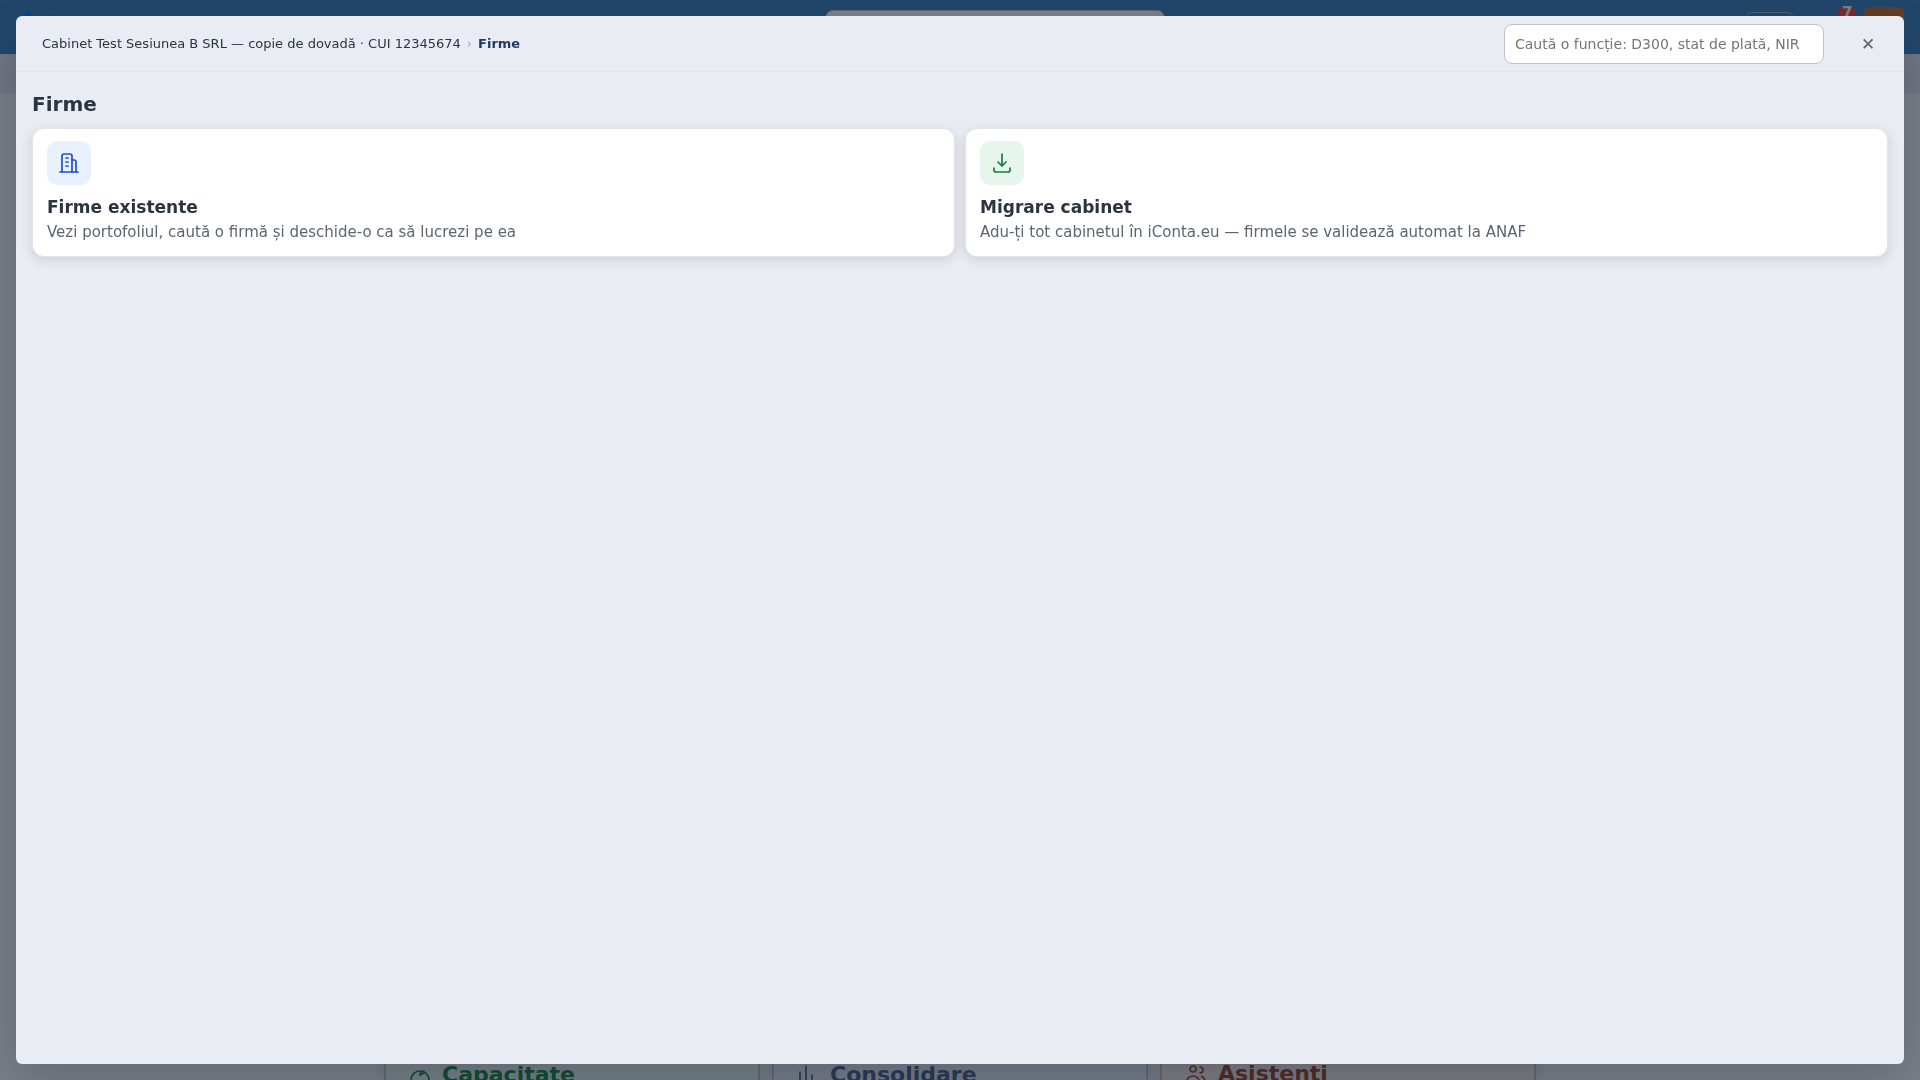 7
Cabinet Test Sesiunea B SRL — copie de dovadă · CUI 12345674 › Firme
Caută o funcție: D300, stat de plată, NIR
Firme
Firme existente
Vezi portofoliul, caută o firmă și deschide-o ca să lucrezi pe ea
Migrare cabinet
Adu-ți tot cabinetul în iConta.eu — firmele se validează automat la ANAF
Capacitate
Consolidare
Asistenți